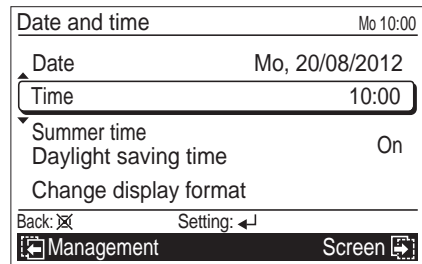 Date and time Mo 10:00
Date Mo, 20/08/2012
Time 10:00
Summer time
Daylight saving time On
Change display format
Back: Setting:
Management Screen